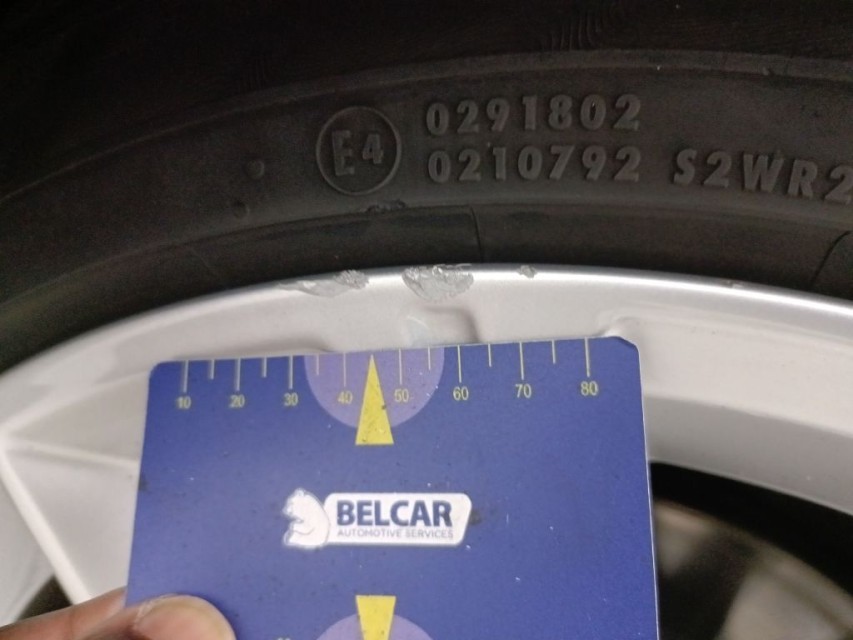 E4 0291802
0210792 S2WR2
10 20 30 40 50 60 70 80
BELCAR
AUTOMOTIVE SERVICES